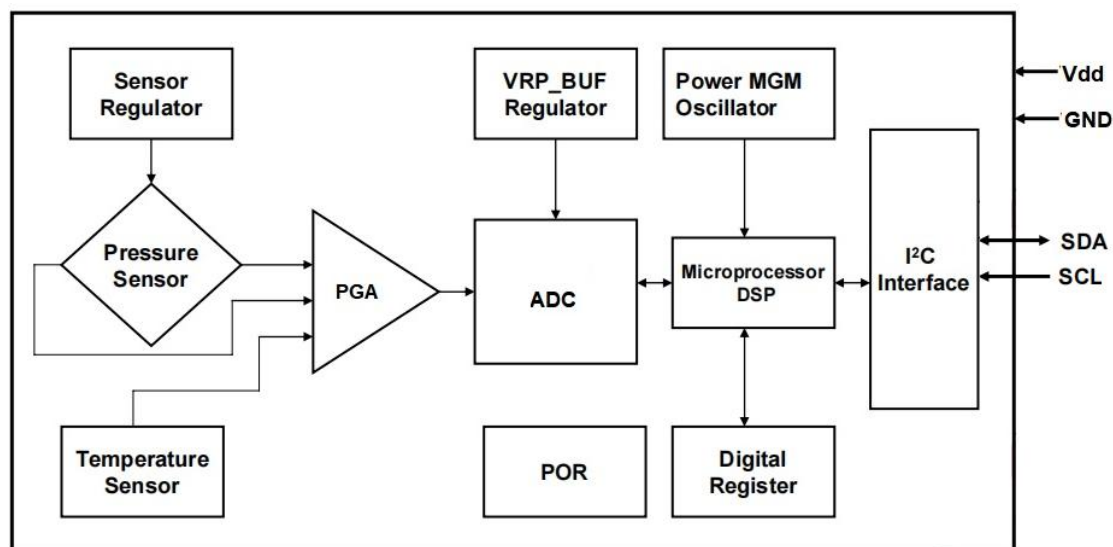 Sensor
Regulator
VRP_BUF
Regulator
Power MGM
Oscillator
Vdd
GND
Pressure
Sensor
PGA
ADC
Microprocessor
DSP
I²C
Interface
SDA
SCL
Temperature
Sensor
POR
Digital
Register